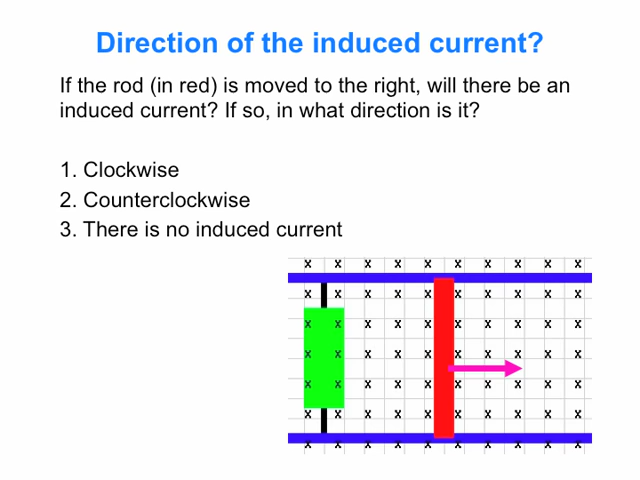 Direction of the induced current?
If the rod (in red) is moved to the right, will there be an
induced current? If so, in what direction is it?
1. Clockwise
2. Counterclockwise
3. There is no induced current
x x x x x x x x x x
x x x x x x x x x x
x x x x x x x x x x
x x x x x x x x x x
x x x x x x x x x x
x x x x x x x x x x
x x x x x x x x x x